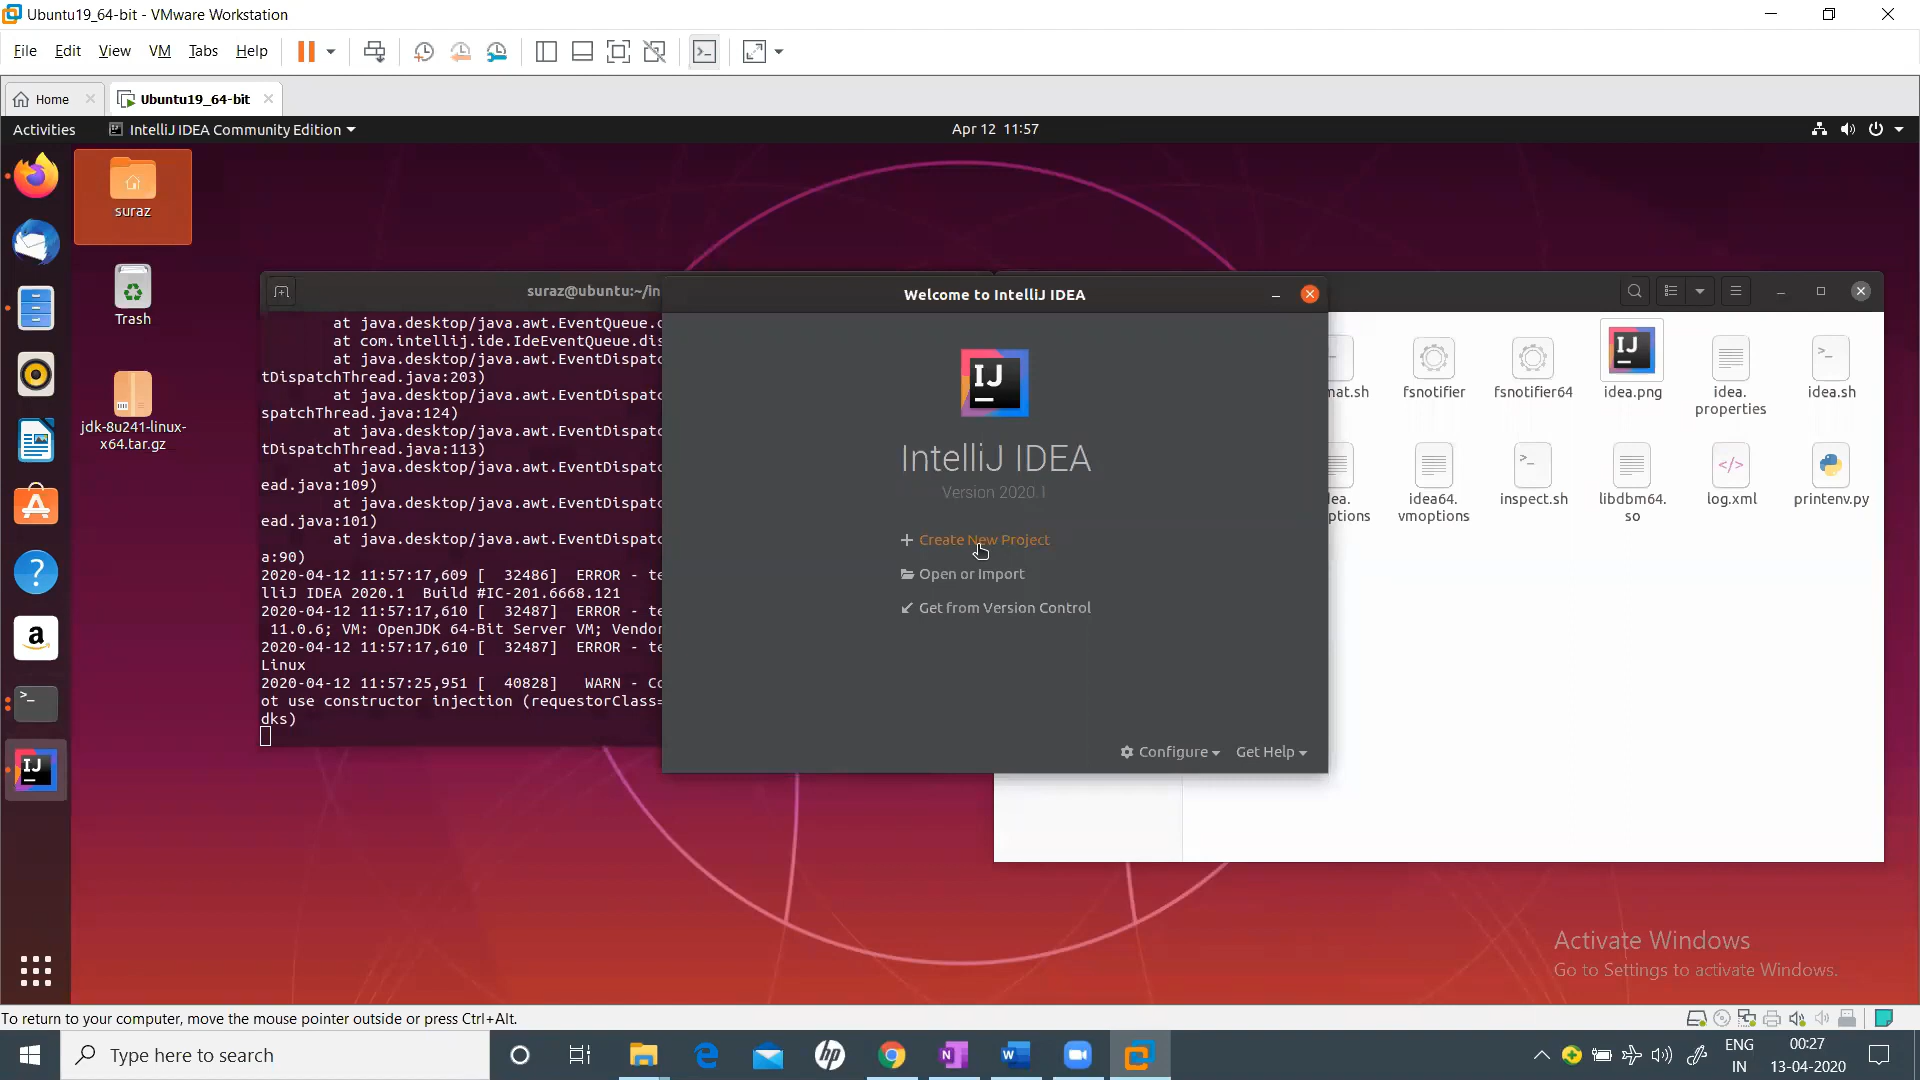 Ubuntu19_64-bit - VMware Workstation
File Edit View VM Tabs Help
Home
Ubuntu19_64-bit
Activities
IntelliJ IDEA Community Edition
Apr 12 11:57
suraz
Trash
jdk-8u241-linux-
x64.tar.gz
suraz@ubuntu:~/in
at java.desktop/java.awt.EventQueue.
at com.intellij.ide.IdeEventQueue.dis
at java.desktop/java.awt.EventDispatc
tDispatchThread.java:203)
at java.desktop/java.awt.EventDispatc
spatchThread.java:124)
at java.desktop/java.awt.EventDispatc
tDispatchThread.java:113)
at java.desktop/java.awt.EventDispatc
ead.java:109)
at java.desktop/java.awt.EventDispatc
ead.java:101)
at java.desktop/java.awt.EventDispatc
a:90)
2020-04-12 11:57:17,609 [ 32486] ERROR - te
lliJ IDEA 2020.1 Build #IC-201.6668.121
2020-04-12 11:57:17,610 [ 32487] ERROR - te
11.0.6; VM: OpenJDK 64-Bit Server VM; Vendor
2020-04-12 11:57:17,610 [ 32487] ERROR - te
Linux
2020-04-12 11:57:25,951 [ 40828] WARN - Co
ot use constructor injection (requestorClass=
dks)
Welcome to IntelliJ IDEA
IJ
IntelliJ IDEA
Version 2020.1
Create New Project
Open or Import
Get from Version Control
Configure
Get Help
mat.sh
fsnotifier
fsnotifier64
idea.png
idea.
properties
idea.sh
dea.
ptions
idea64.
vmoptions
inspect.sh
libdbm64.
so
log.xml
printenv.py
Activate Windows
Go to Settings to activate Windows.
To return to your computer, move the mouse pointer outside or press Ctrl+Alt.
Type here to search
ENG
IN
00:27
13-04-2020